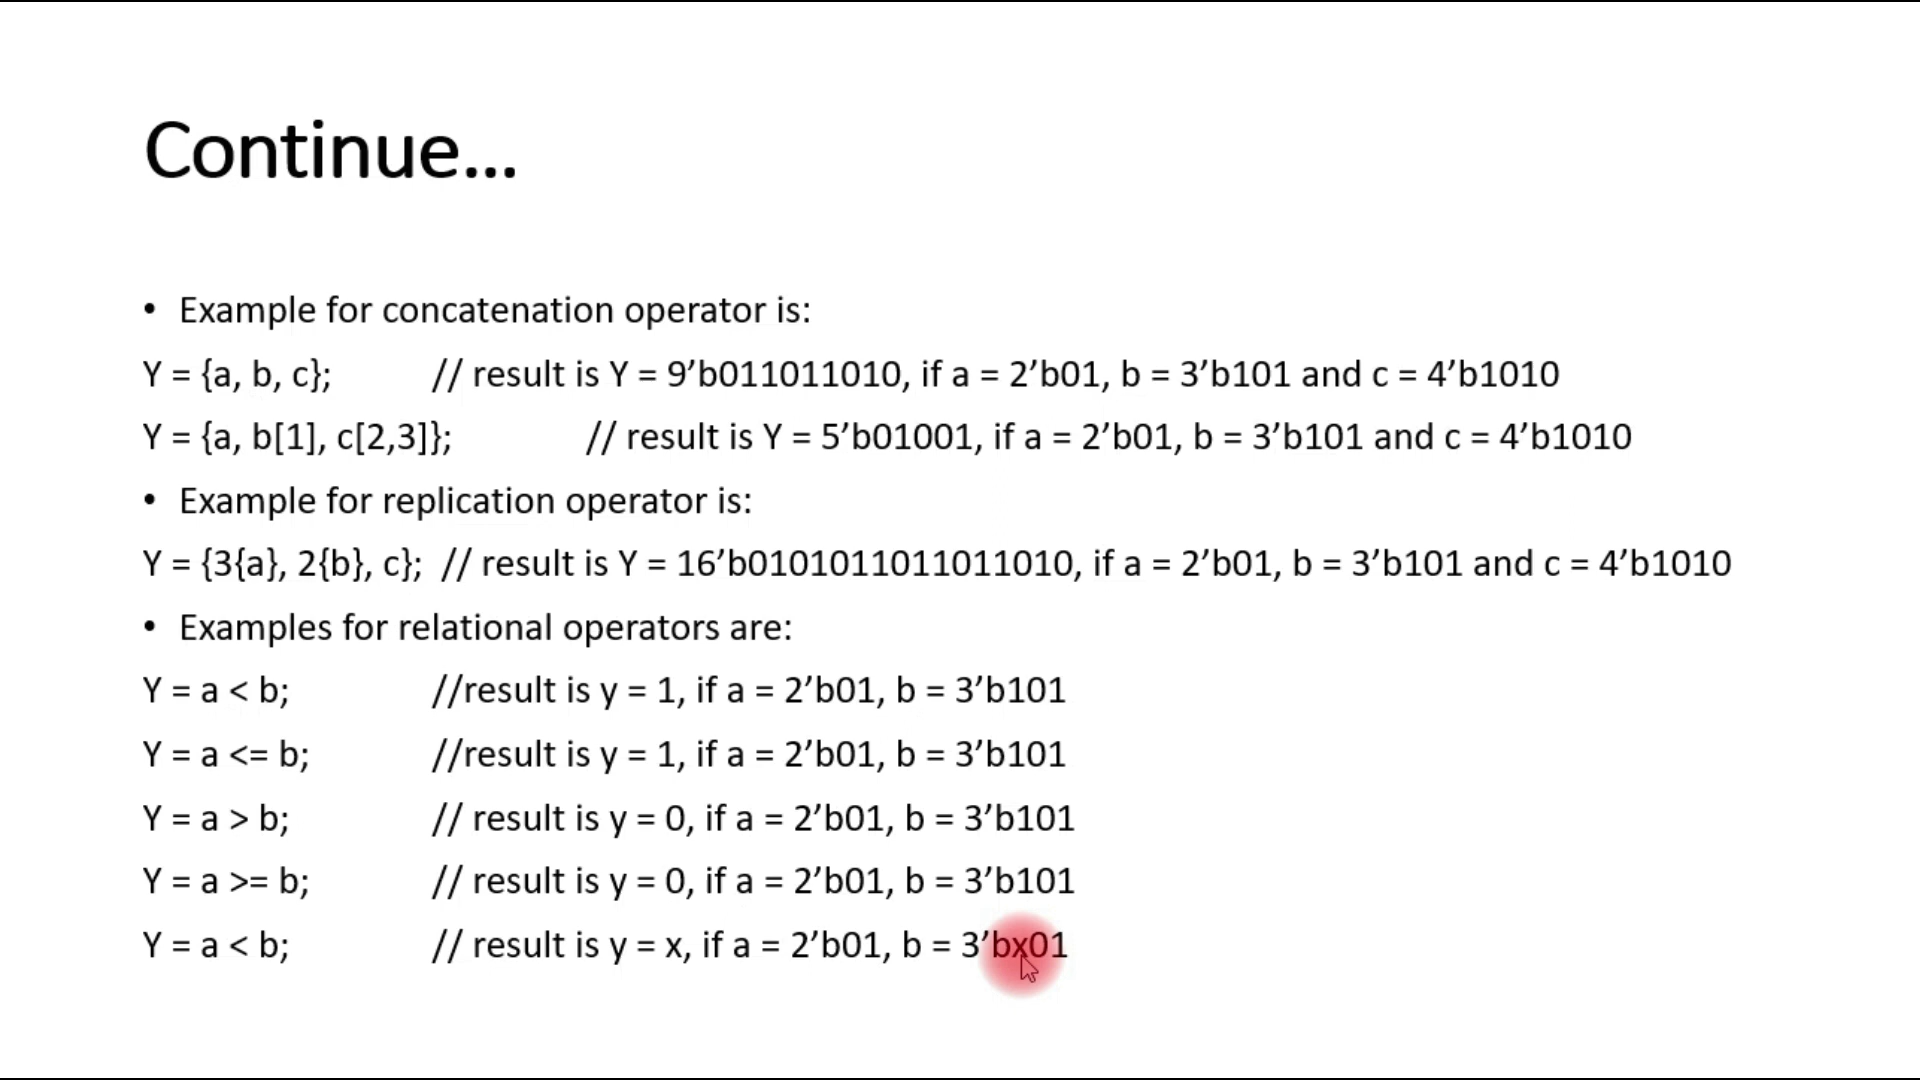 Continue...
• Example for concatenation operator is:
Y = {a, b, c}; // result is Y = 9’b011011010, if a = 2’b01, b = 3’b101 and c = 4’b1010
Y = {a, b[1], c[2,3]}; // result is Y = 5’b01001, if a = 2’b01, b = 3’b101 and c = 4’b1010
• Example for replication operator is:
Y = {3{a}, 2{b}, c}; // result is Y = 16’b0101011011011010, if a = 2’b01, b = 3’b101 and c = 4’b1010
• Examples for relational operators are:
Y = a < b; //result is y = 1, if a = 2’b01, b = 3’b101
Y = a <= b; //result is y = 1, if a = 2’b01, b = 3’b101
Y = a > b; // result is y = 0, if a = 2’b01, b = 3’b101
Y = a >= b; // result is y = 0, if a = 2’b01, b = 3’b101
Y = a < b; // result is y = x, if a = 2’b01, b = 3’bx01